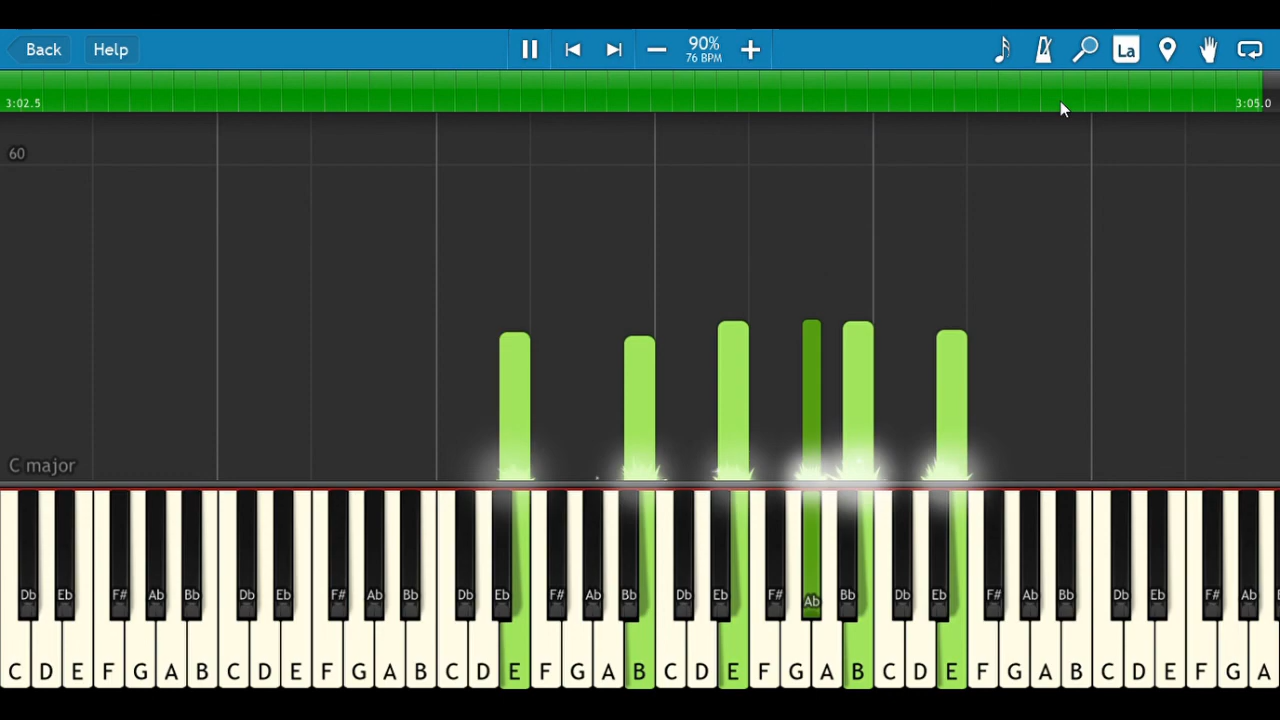 Back Help 90% La
76 BPM
3:02.5 3:05.0
60
C major
Db Eb F# Ab Bb Db Eb F# Ab Bb Db Eb F# Ab Bb Db Eb F# Ab Bb Db Eb F# Ab Bb Db Eb F# Ab
C D E F G A B C D E F G A B C D E F G A B C D E F G A B C D E F G A B C D E F G A